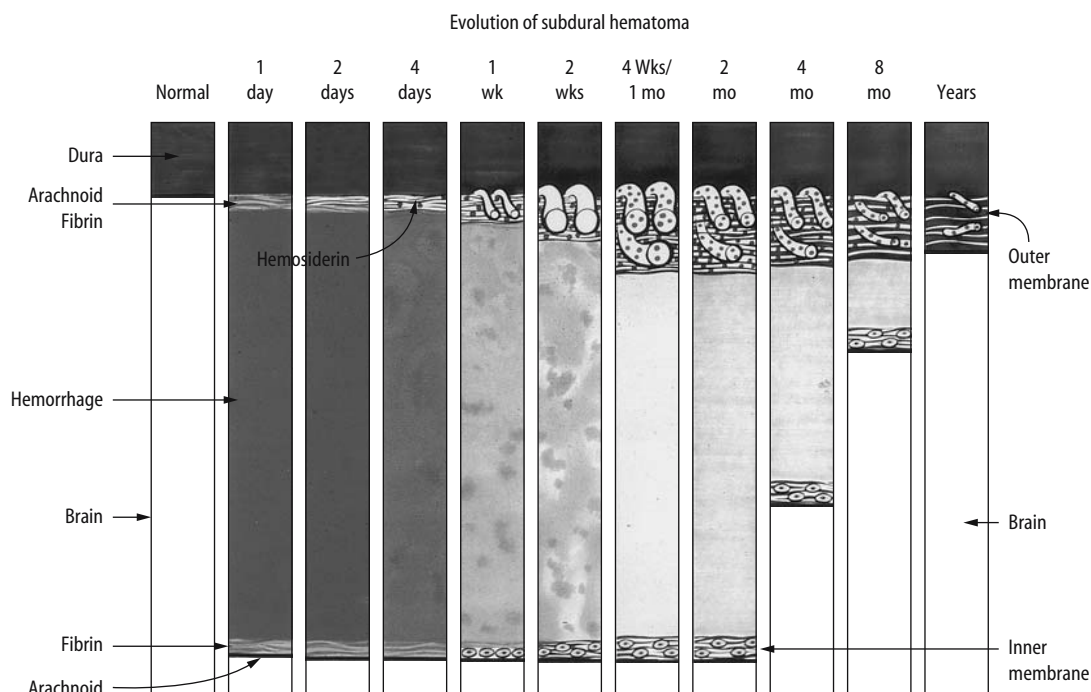 Evolution of subdural hematoma
Normal
1
day
2
days
4
days
1
wk
2
wks
4 Wks/
1 mo
2
mo
4
mo
8
mo
Years
Dura
Arachnoid
Fibrin
Hemosiderin
Outer
membrane
Hemorrhage
Brain
Brain
Fibrin
Inner
membrane
Arachnoid